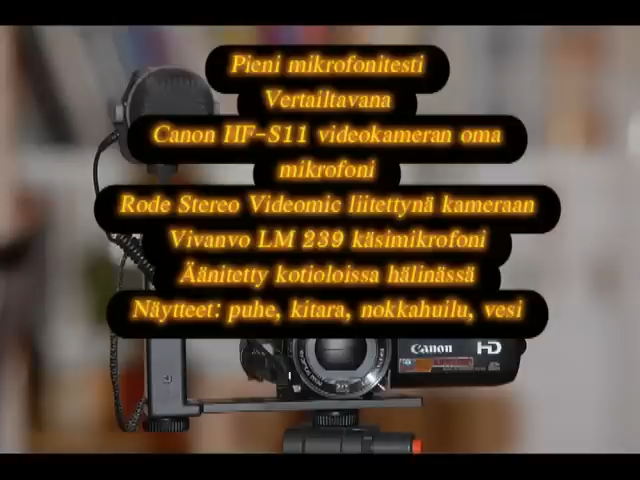 Pieni mikrofonitesti
Vertailtavana
Canon HF-S11 videokameran oma
mikrofoni
Rode Stereo Videomic liitettynä kameraan
Vivanvo LM 239 käsimikrofoni
Äänitetty kotioloissa hälinässä
Näytteet: puhe, kitara, nokkahuilu, vesi
Canon HD